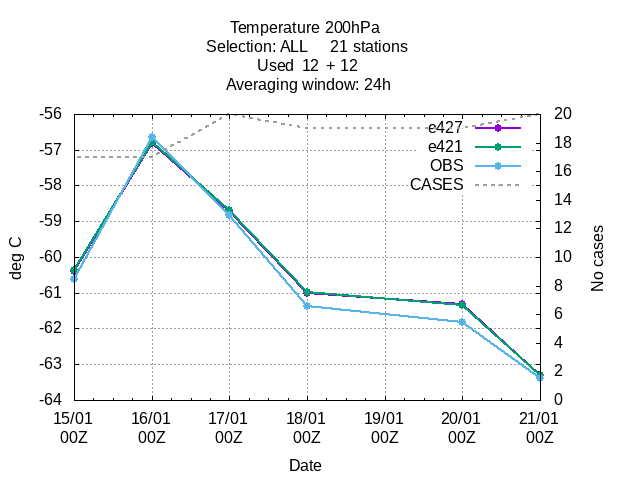 Temperature 200hPa
Selection: ALL 21 stations
Used 12 + 12
Averaging window: 24h
-56
-57
-58
-59
-60
-61
-62
-63
-64
deg C
20
18
16
14
12
10
8
6
4
2
0
No cases
e427
e421
OBS
CASES
15/01 16/01 17/01 18/01 19/01 20/01 21/01
00Z 00Z 00Z 00Z 00Z 00Z 00Z
Date